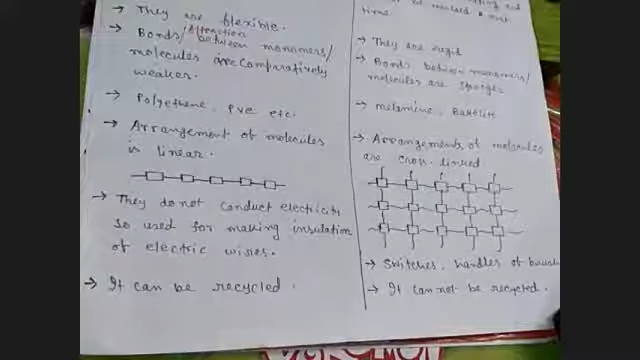 → They are flexible.
→ Bonds/attraction
between monomers/
molecules are comparatively
weaker.
→ Polyethene, PVC etc.
→ Arrangement of molecules
is linear.
→ They do not conduct electricity
so used for making insulation
of electric wires.
→ It can be recycled.
time.
→ They are rigid
→ Bonds between monomers/
molecules are stronger
→ melamine, Bakelite
→ Arrangements of molecules
are cross-linked
→ Switches, handles of
→ It can not be recycled.